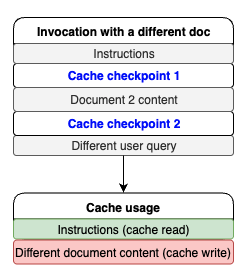 Invocation with a different doc
Instructions
Cache checkpoint 1
Document 2 content
Cache checkpoint 2
Different user query
Cache usage
Instructions (cache read)
Different document content (cache write)